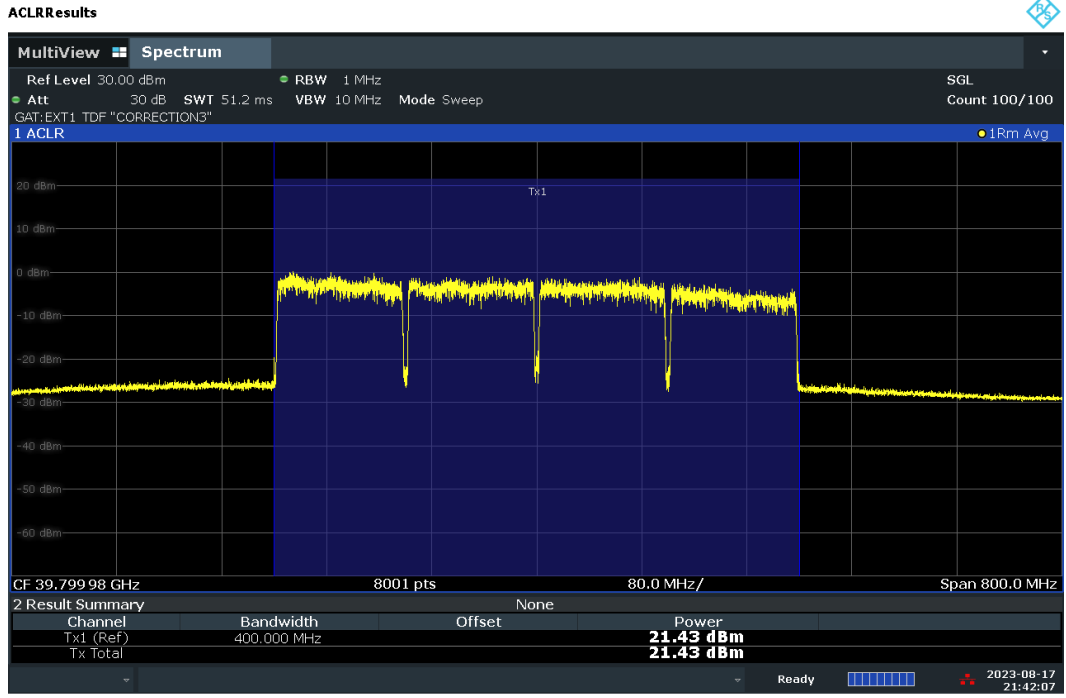 ACLRResults
R&S
MultiView Spectrum
Ref Level 30.00 dBm RBW 1 MHz SGL
Att 30 dB SWT 51.2 ms VBW 10 MHz Mode Sweep Count 100/100
GAT:EXT1 TDF "CORRECTION3"
1 ACLR 1Rm Avg
20 dBm
Tx1
10 dBm
0 dBm
-10 dBm
-20 dBm
-30 dBm
-40 dBm
-50 dBm
-60 dBm
CF 39.799 98 GHz 8001 pts 80.0 MHz/ Span 800.0 MHz
2 Result Summary None
Channel Bandwidth Offset Power
Tx1 (Ref) 400.000 MHz 21.43 dBm
Tx Total 21.43 dBm
Ready 2023-08-17
21:42:07